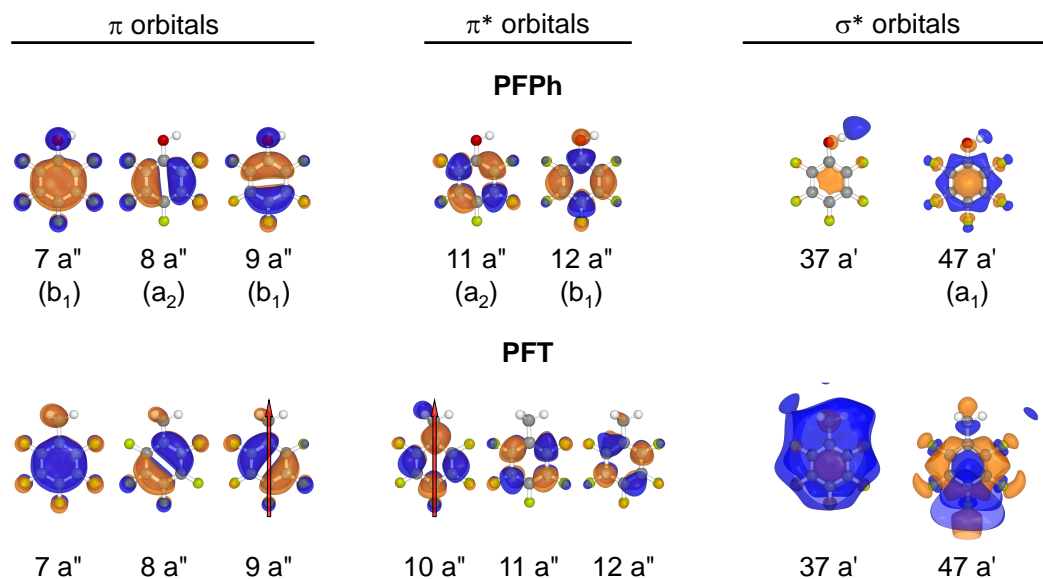 π orbitals π* orbitals σ* orbitals
PFPh
7 a" 8 a" 9 a" 11 a" 12 a" 37 a' 47 a'
(b₁) (a₂) (b₁) (a₂) (b₁) (a₁)
PFT
7 a" 8 a" 9 a" 10 a" 11 a" 12 a" 37 a' 47 a'